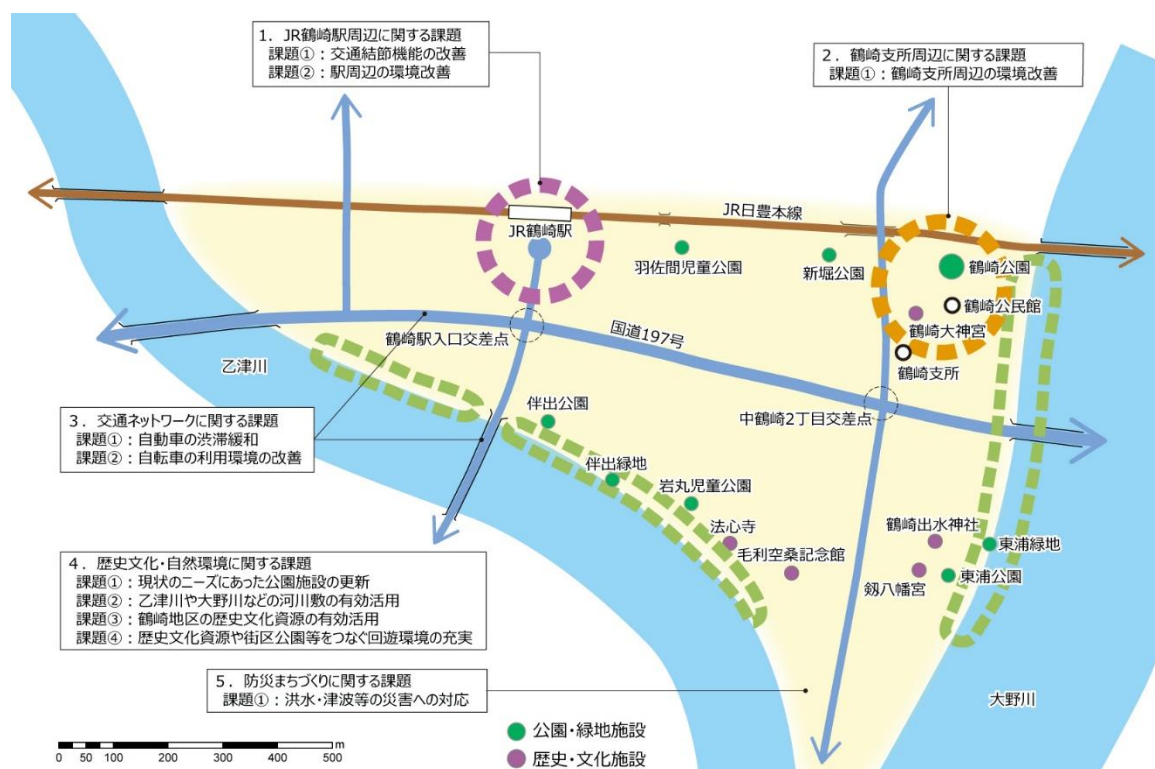 1．JR鶴崎駅周辺に関する課題
課題①：交通結節機能の改善
課題②：駅周辺の環境改善
2．鶴崎支所周辺に関する課題
課題①：鶴崎支所周辺の環境改善
JR日豊本線
JR鶴崎駅
羽佐間児童公園
新堀公園
鶴崎公園
鶴崎公民館
鶴崎大神宮
鶴崎支所
国道197号
鶴崎駅入口交差点
乙津川
中鶴崎2丁目交差点
3．交通ネットワークに関する課題
課題①：自動車の渋滞緩和
課題②：自転車の利用環境の改善
伴出公園
伴出緑地
岩丸児童公園
法心寺
毛利空桑記念館
鶴崎出水神社
東浦緑地
剱八幡宮
東浦公園
4．歴史文化・自然環境に関する課題
課題①：現状のニーズにあった公園施設の更新
課題②：乙津川や大野川などの河川敷の有効活用
課題③：鶴崎地区の歴史文化資源の有効活用
課題④：歴史文化資源や街区公園等をつなぐ回遊環境の充実
5．防災まちづくりに関する課題
課題①：洪水・津波等の災害への対応
大野川
公園・緑地施設
歴史・文化施設
0 50 100 200 300 400 500 m